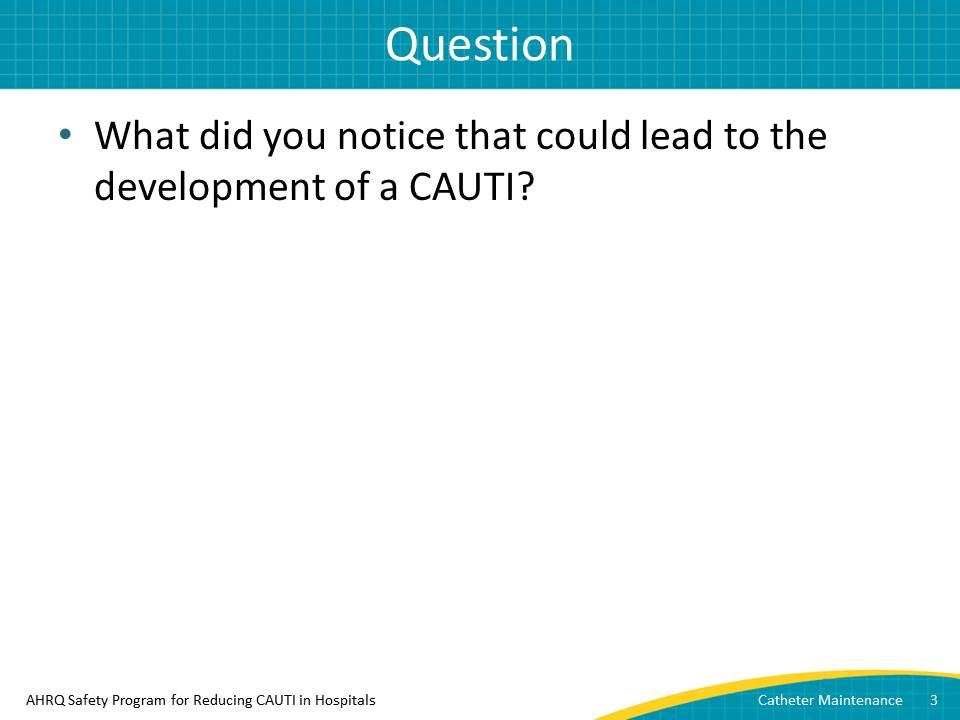 Question
• What did you notice that could lead to the
development of a CAUTI?
AHRQ Safety Program for Reducing CAUTI in Hospitals
Catheter Maintenance 3